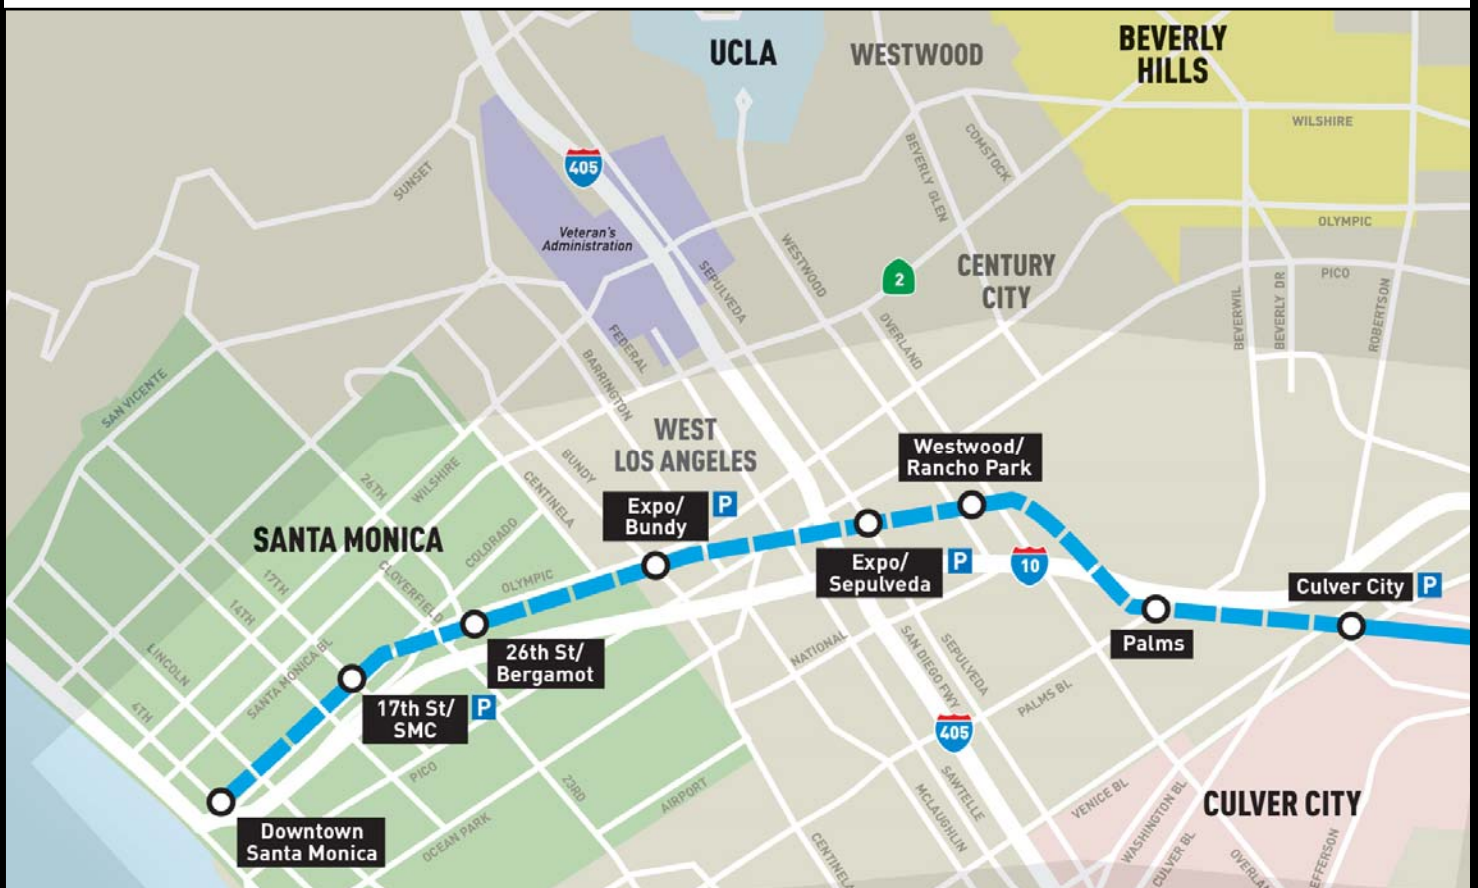 UCLA
WESTWOOD
BEVERLY
HILLS
WILSHIRE
405
COMSTOCK
BEVERLY GLEN
SUNSET
OLYMPIC
Veteran's
Administration
WESTWOOD
SEPULVEDA
2
CENTURY
CITY
PICO
BEVERLY DR
BEVERWIL
ROBERTSON
OVERLAND
FEDERAL
BARRINGTON
SAN VICENTE
WEST
LOS ANGELES
BUNDY
Westwood/
Rancho Park
26TH
WILSHIRE
CENTINELA
Expo/
Bundy
P
SANTA MONICA
COLORADO
CLOVERFIELD
OLYMPIC
17TH
14TH
Expo/
Sepulveda
P
10
Culver City
P
LINCOLN
SANTA MONICA BL
4TH
26th St/
Bergamot
17th St/
SMC
P
NATIONAL
SAN DIEGO FWY
SEPULVEDA
Palms
PALMS BL
405
PICO
23RD
AIRPORT
OCEAN PARK
Downtown
Santa Monica
CENTINELA
MCLAUGHLIN
SAWTELLE
VENICE BL
WASHINGTON BL
CULVER BL
CULVER CITY
OVERLA
EFFERSON